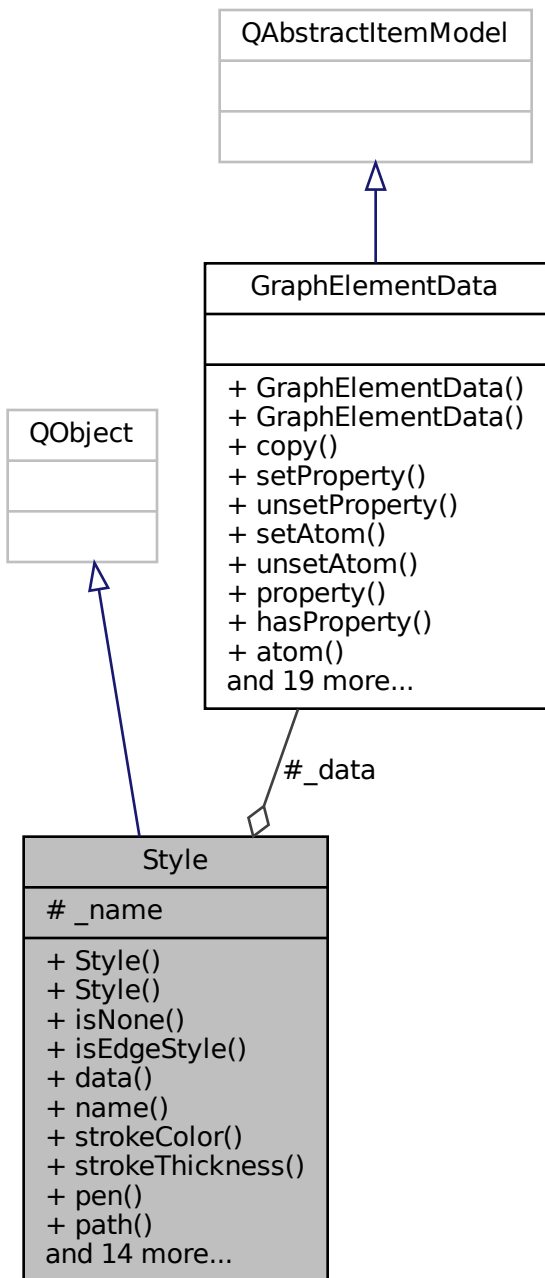 QAbstractItemModel
GraphElementData
+ GraphElementData()
+ GraphElementData()
+ copy()
+ setProperty()
+ unsetProperty()
+ setAtom()
+ unsetAtom()
+ property()
+ hasProperty()
+ atom()
and 19 more...
QObject
#_data
Style
# _name
+ Style()
+ Style()
+ isNone()
+ isEdgeStyle()
+ data()
+ name()
+ strokeColor()
+ strokeThickness()
+ pen()
+ path()
and 14 more...